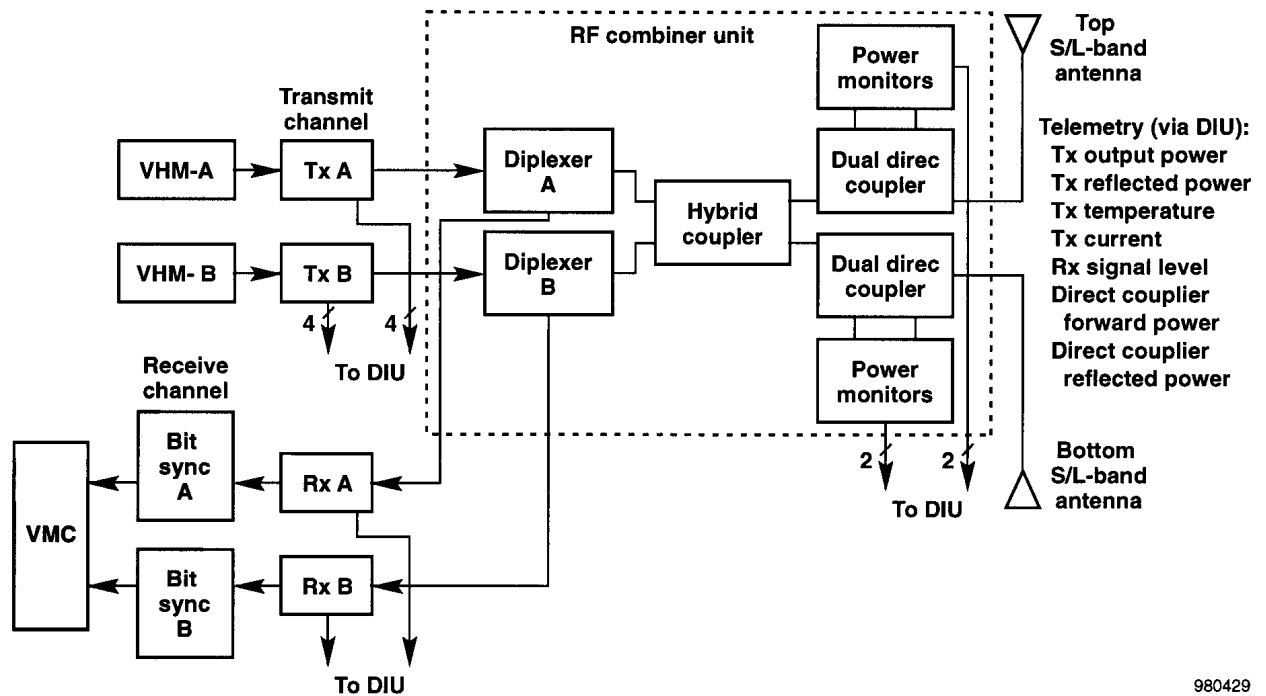 RF combiner unit
Top
S/L-band
antenna
Power
monitors
Transmit
channel
Telemetry (via DIU):
Tx output power
Tx reflected power
Tx temperature
Tx current
Rx signal level
Direct couplier
forward power
Direct couplier
reflected power
VHM-A
Tx A
Diplexer
A
Dual direc
coupler
Hybrid
coupler
VHM- B
Tx B
Diplexer
B
Dual direc
coupler
4
4
To DIU
Power
monitors
Receive
channel
Bit
sync
A
Rx A
2
2
To DIU
Bottom
S/L-band
antenna
VMC
Bit
sync
B
Rx B
To DIU
980429